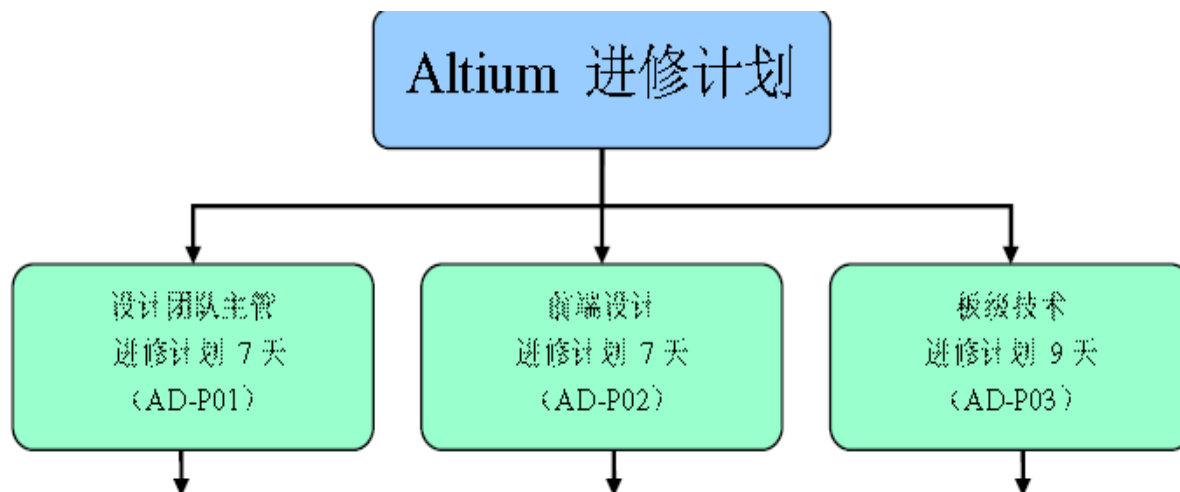 Altium 进修计划
设计团队主管
进修计划 7 天
（AD-P01）
前端设计
进修计划 7 天
（AD-P02）
板级技术
进修计划 9 天
（AD-P03）